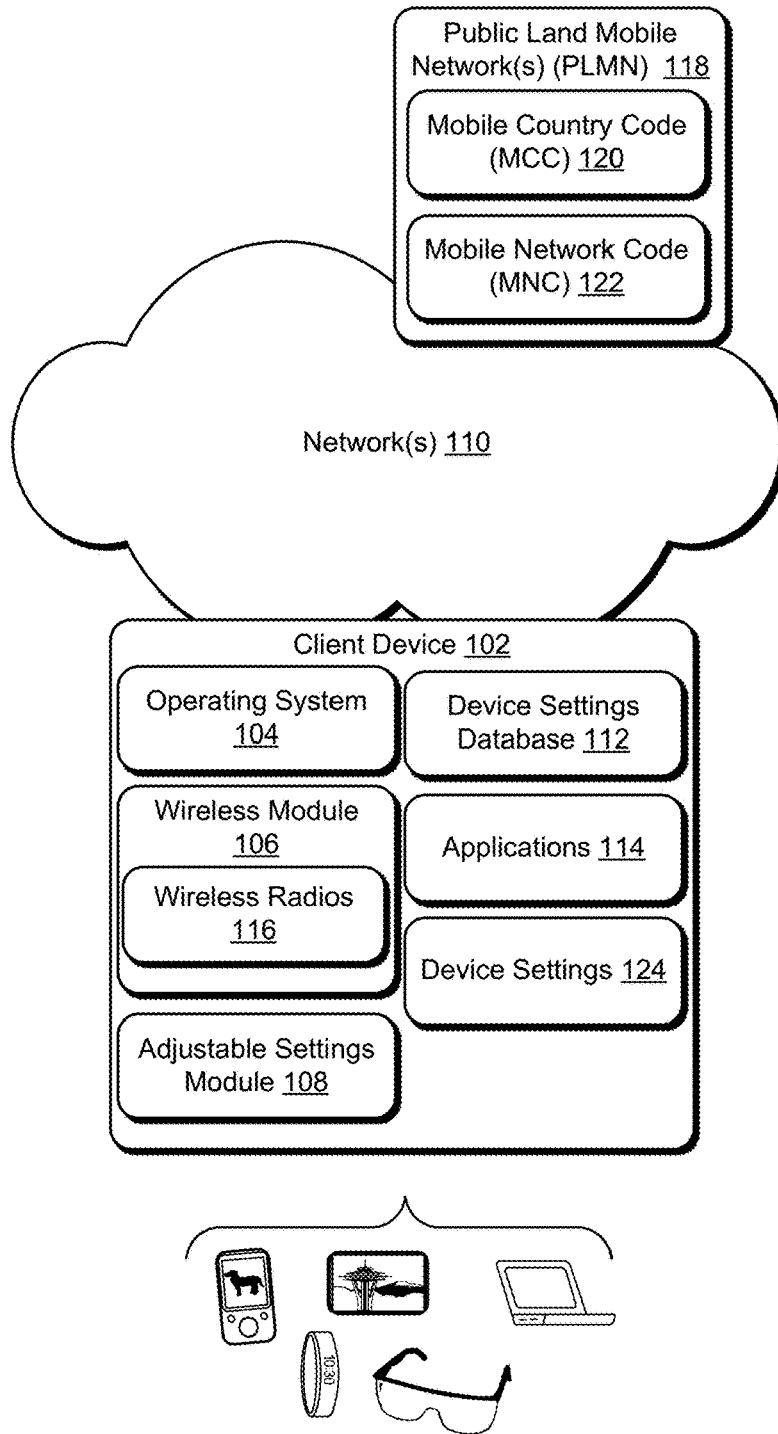 Public Land Mobile
Network(s) (PLMN) 118
Mobile Country Code
(MCC) 120
Mobile Network Code
(MNC) 122
Network(s) 110
Client Device 102
Operating System
104
Device Settings
Database 112
Wireless Module
106
Applications 114
Wireless Radios
116
Device Settings 124
Adjustable Settings
Module 108
10:30